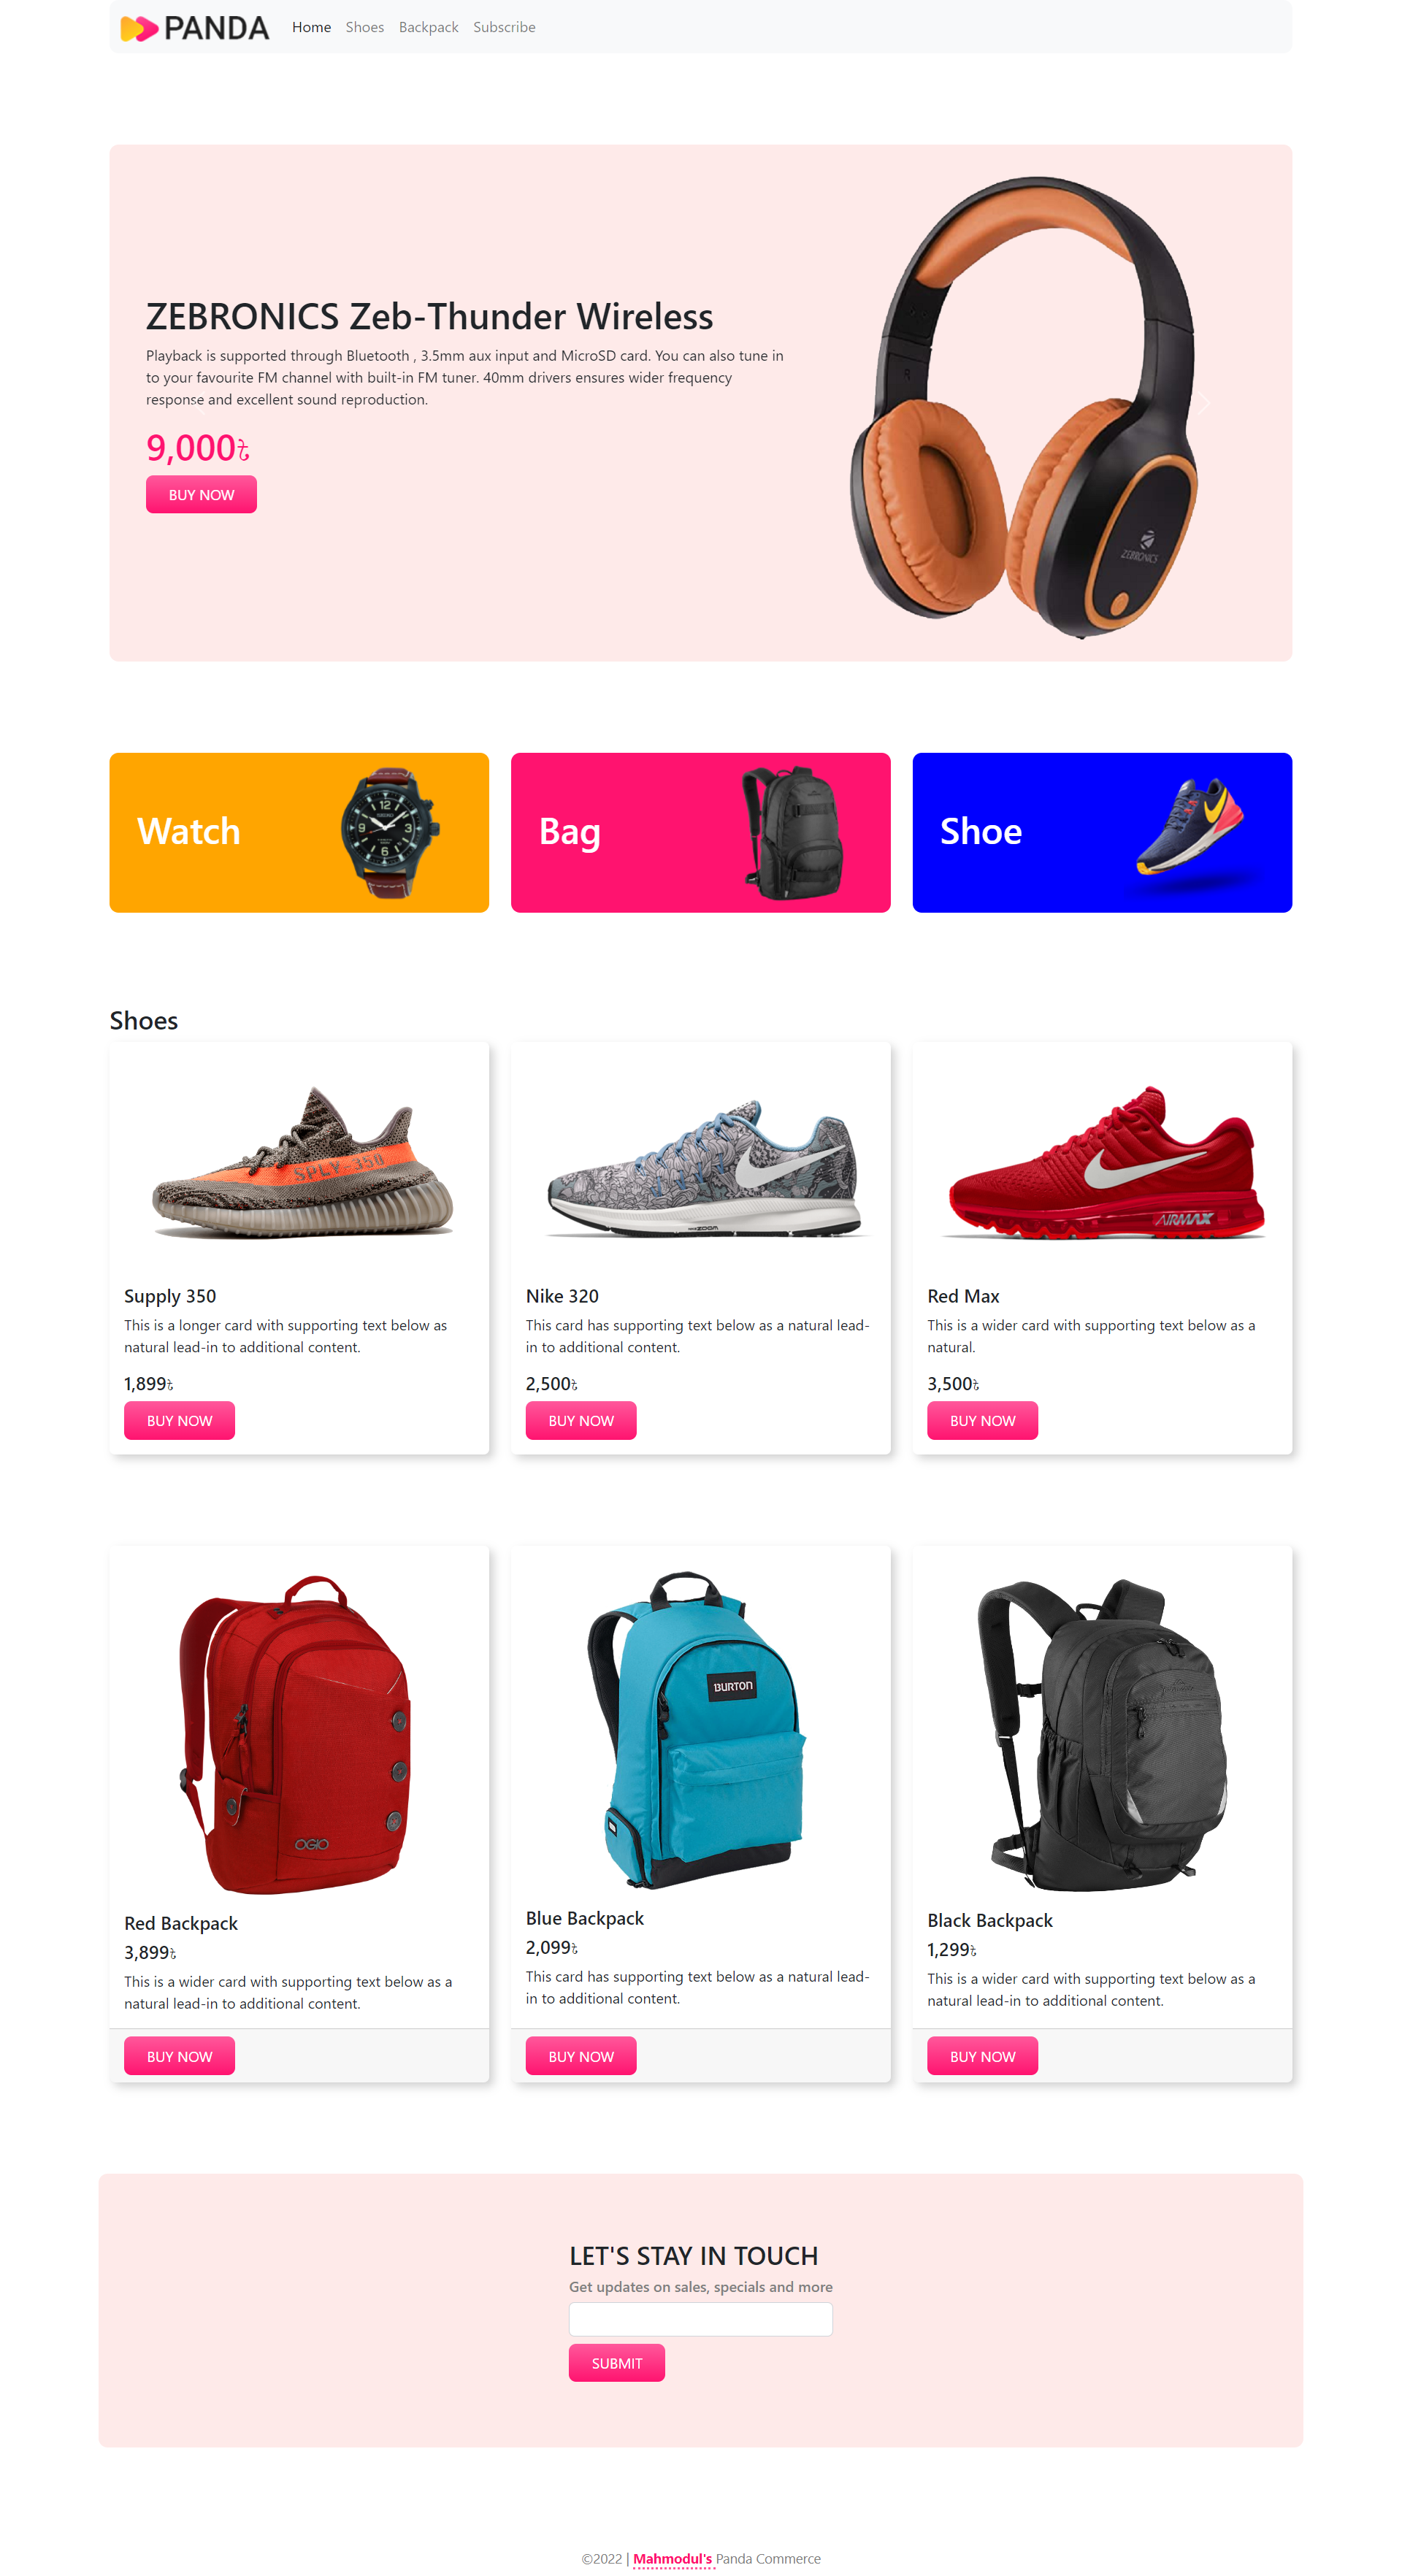 PANDA Home Shoes Backpack Subscribe
ZEBRONICS Zeb-Thunder Wireless
Playback is supported through Bluetooth , 3.5mm aux input and MicroSD card. You can also tune in
to your favourite FM channel with built-in FM tuner. 40mm drivers ensures wider frequency
response and excellent sound reproduction.
9,000৳
BUY NOW
ZEBRONICS
Watch
Bag
Shoe
Shoes
SPLY-350
ZOOM
AIRMAX
Supply 350
This is a longer card with supporting text below as
natural lead-in to additional content.
1,899৳
BUY NOW
Nike 320
This card has supporting text below as a natural lead-
in to additional content.
2,500৳
BUY NOW
Red Max
This is a wider card with supporting text below as a
natural.
3,500৳
BUY NOW
OGIO
Red Backpack
3,899৳
This is a wider card with supporting text below as a
natural lead-in to additional content.
BUY NOW
BURTON
Blue Backpack
2,099৳
This card has supporting text below as a natural lead-
in to additional content.
BUY NOW
Black Backpack
1,299৳
This is a wider card with supporting text below as a
natural lead-in to additional content.
BUY NOW
LET'S STAY IN TOUCH
Get updates on sales, specials and more
SUBMIT
©2022 | Mahmodul's Panda Commerce